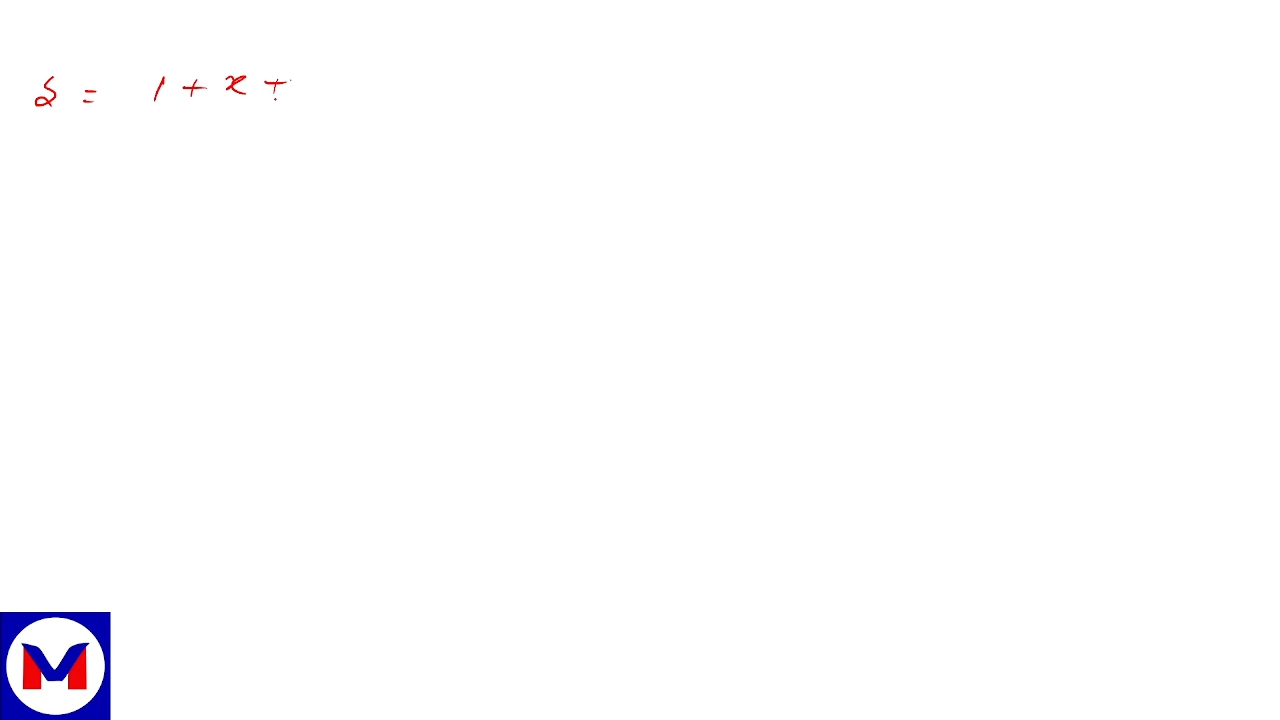 S = 1 + x +